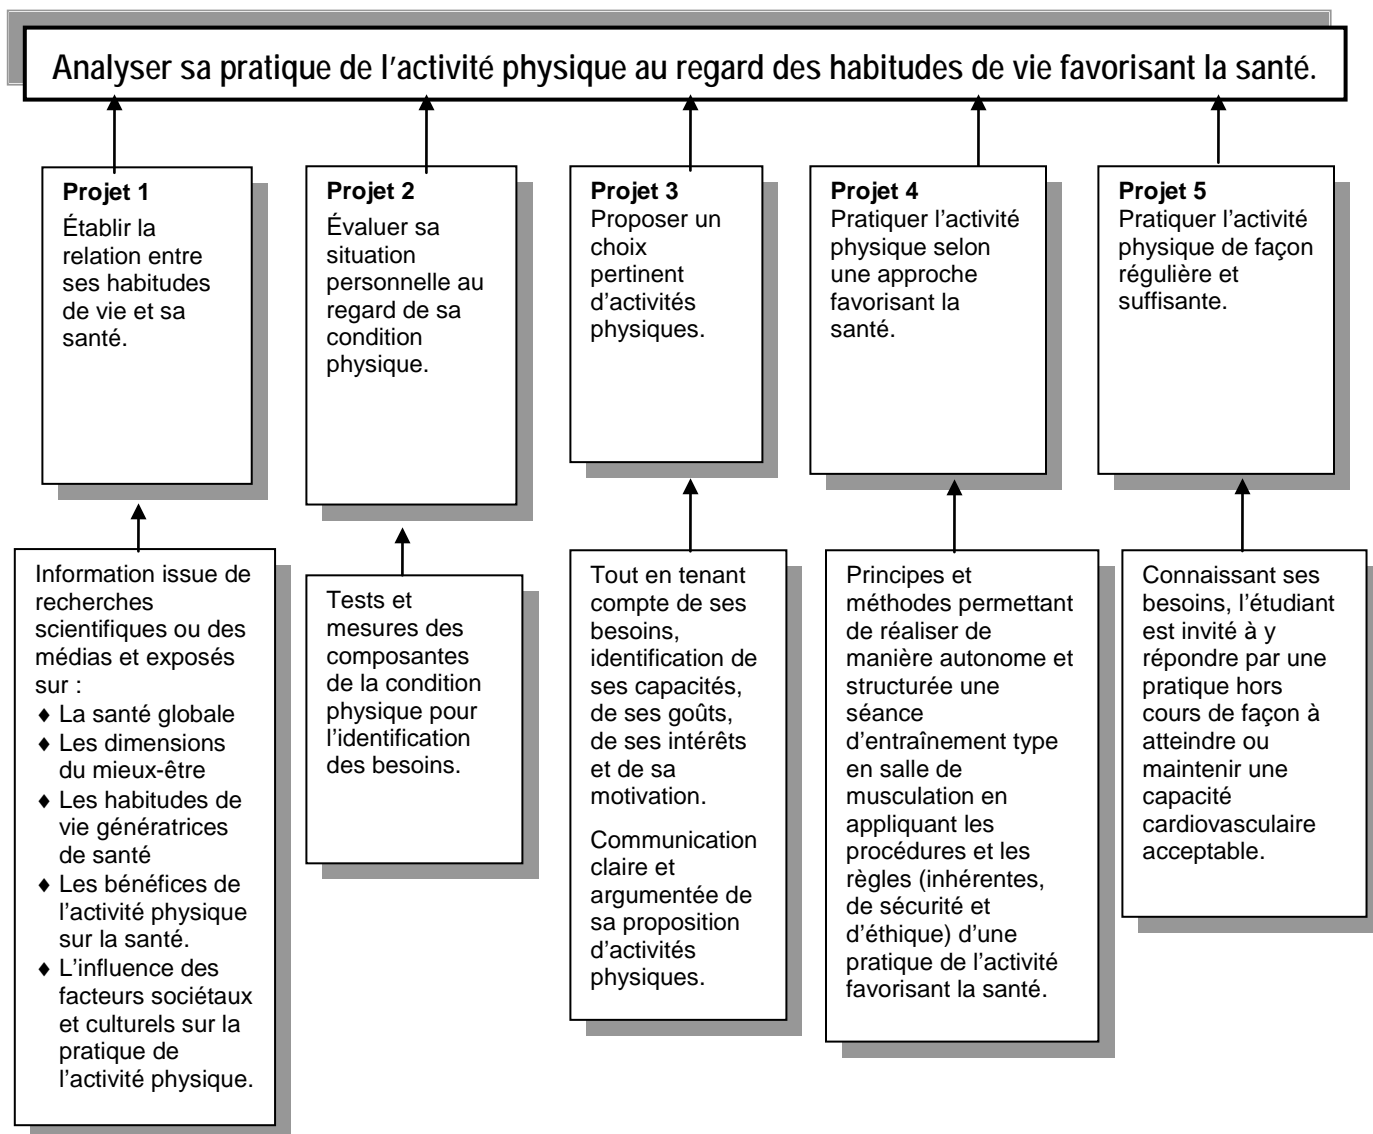 Analyser sa pratique de l'activité physique au regard des habitudes de vie favorisant la santé.
Projet 1
Établir la
relation entre
ses habitudes
de vie et sa
santé.
Projet 2
Évaluer sa
situation
personnelle au
regard de sa
condition
physique.
Projet 3
Proposer un
choix
pertinent
d'activités
physiques.
Projet 4
Pratiquer l'activité
physique selon
une approche
favorisant la
santé.
Projet 5
Pratiquer l'activité
physique de façon
régulière et
suffisante.
Information issue de
recherches
scientifiques ou des
médias et exposés
sur :
♦ La santé globale
♦ Les dimensions
du mieux-être
♦ Les habitudes de
vie génératrices
de santé
♦ Les bénéfices de
l'activité physique
sur la santé.
♦ L'influence des
facteurs sociétaux
et culturels sur la
pratique de
l'activité physique.
Tests et
mesures des
composantes
de la condition
physique pour
l'identification
des besoins.
Tout en tenant
compte de ses
besoins,
identification de
ses capacités,
de ses goûts,
de ses intérêts
et de sa
motivation.
Communication
claire et
argumentée de
sa proposition
d'activités
physiques.
Principes et
méthodes permettant
de réaliser de
manière autonome et
structurée une
séance
d'entraînement type
en salle de
musculation en
appliquant les
procédures et les
règles (inhérentes,
de sécurité et
d'éthique) d'une
pratique de l'activité
favorisant la santé.
Connaissant ses
besoins, l'étudiant
est invité à y
répondre par une
pratique hors
cours de façon à
atteindre ou
maintenir une
capacité
cardiovasculaire
acceptable.